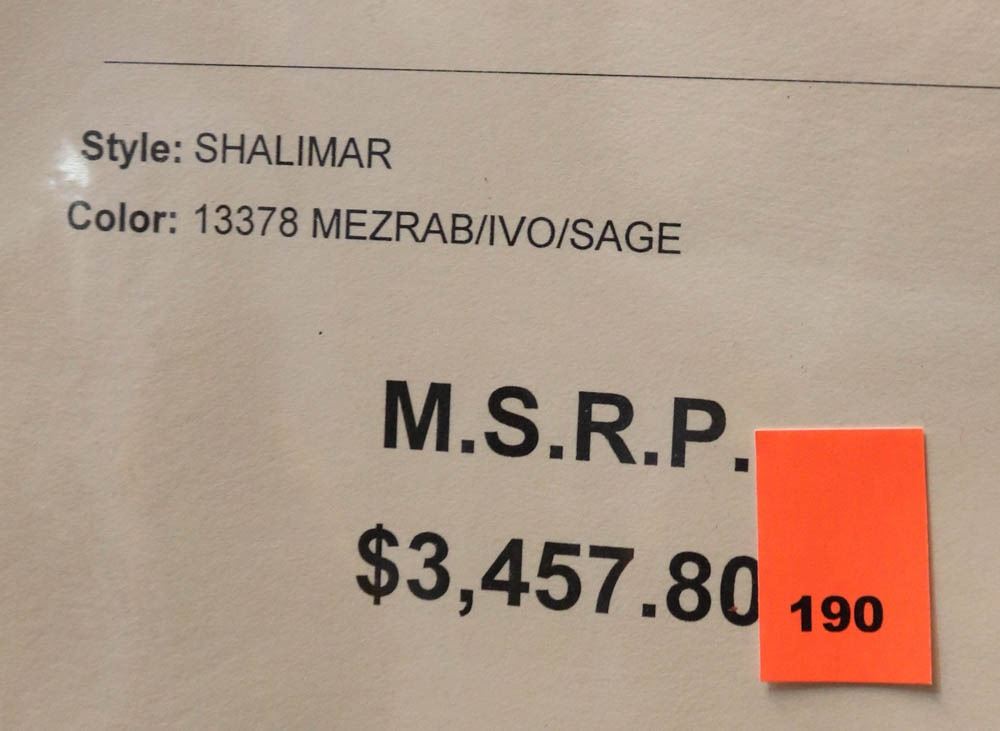 Style: SHALIMAR
Color: 13378 MEZRAB/IVO/SAGE
M.S.R.P.
$3,457.80
190